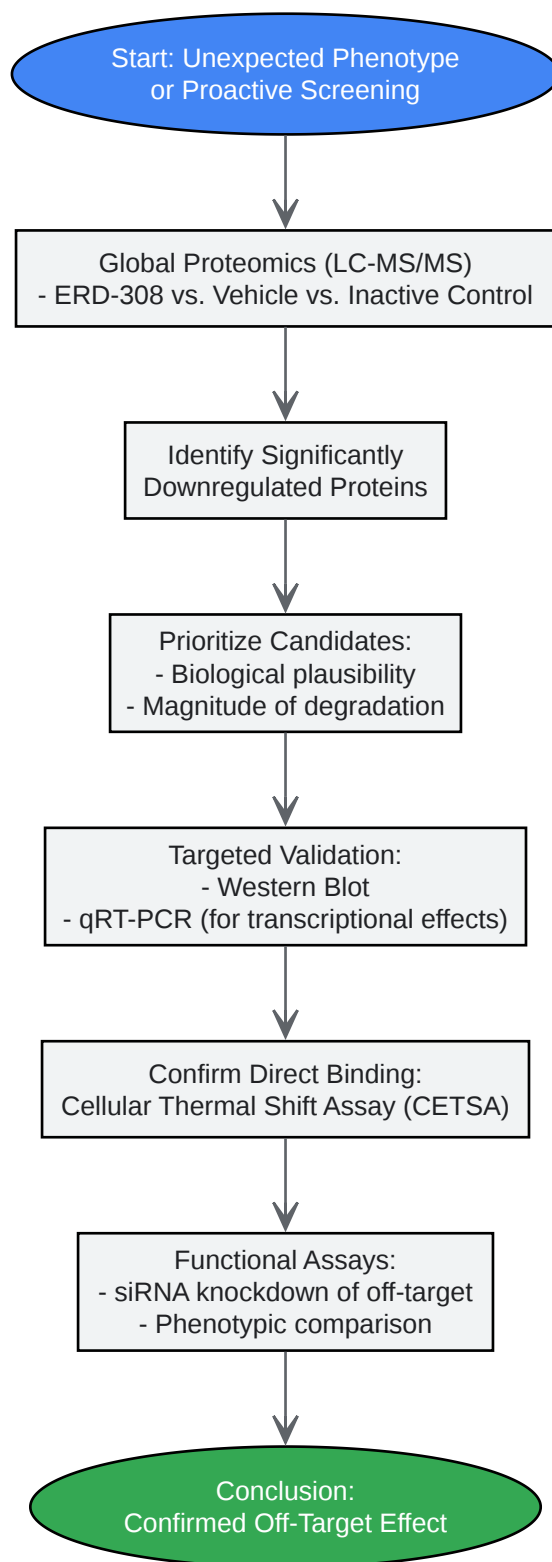 Start: Unexpected Phenotype
or Proactive Screening
Global Proteomics (LC-MS/MS)
- ERD-308 vs. Vehicle vs. Inactive Control
Identify Significantly
Downregulated Proteins
Prioritize Candidates:
- Biological plausibility
- Magnitude of degradation
Targeted Validation:
- Western Blot
- qRT-PCR (for transcriptional effects)
Confirm Direct Binding:
Cellular Thermal Shift Assay (CETSA)
Functional Assays:
- siRNA knockdown of off-target
- Phenotypic comparison
Conclusion:
Confirmed Off-Target Effect